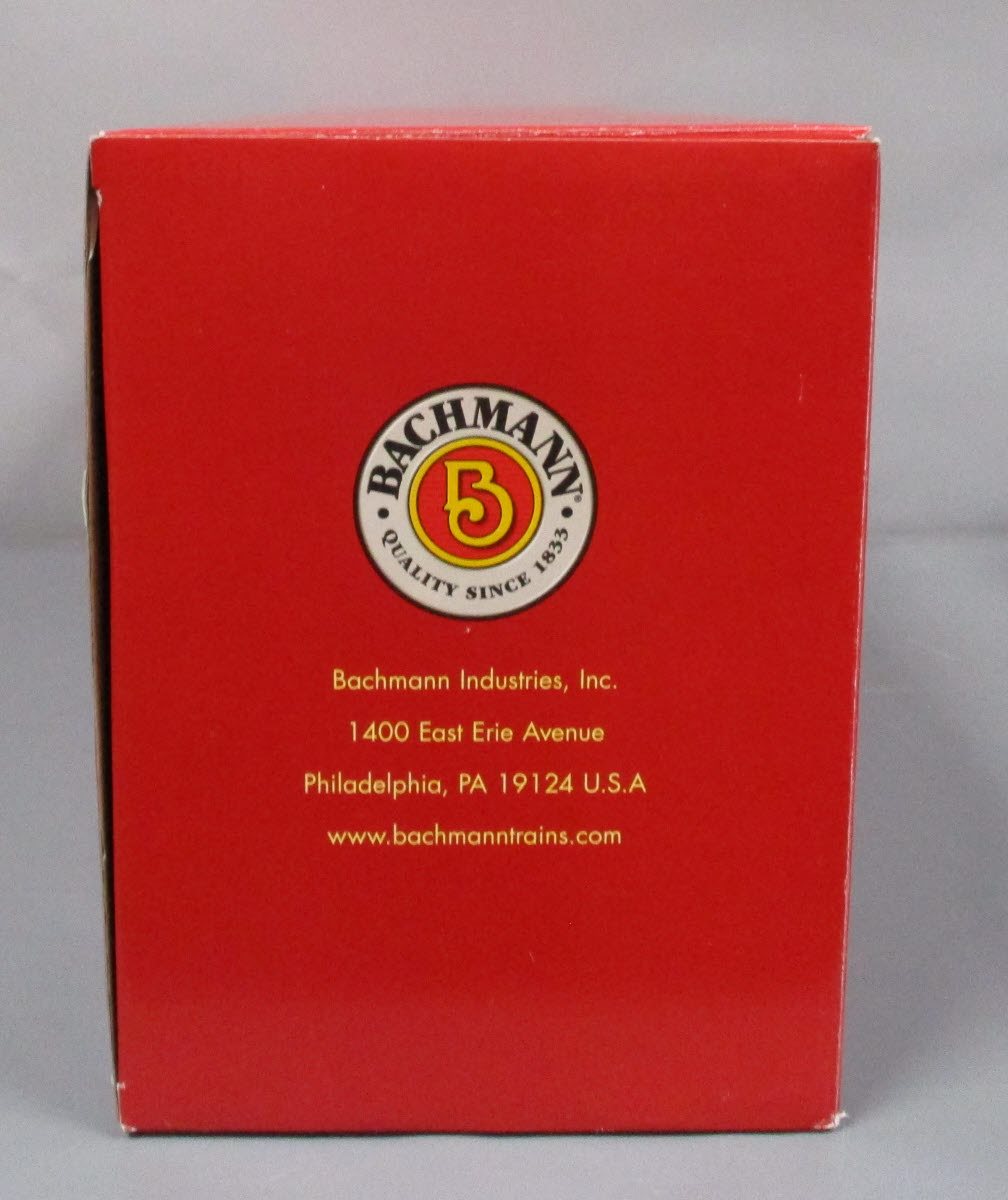 BACHMANN®
B
• QUALITY SINCE 1833 •
Bachmann Industries, Inc.
1400 East Erie Avenue
Philadelphia, PA 19124 U.S.A
www.bachmanntrains.com